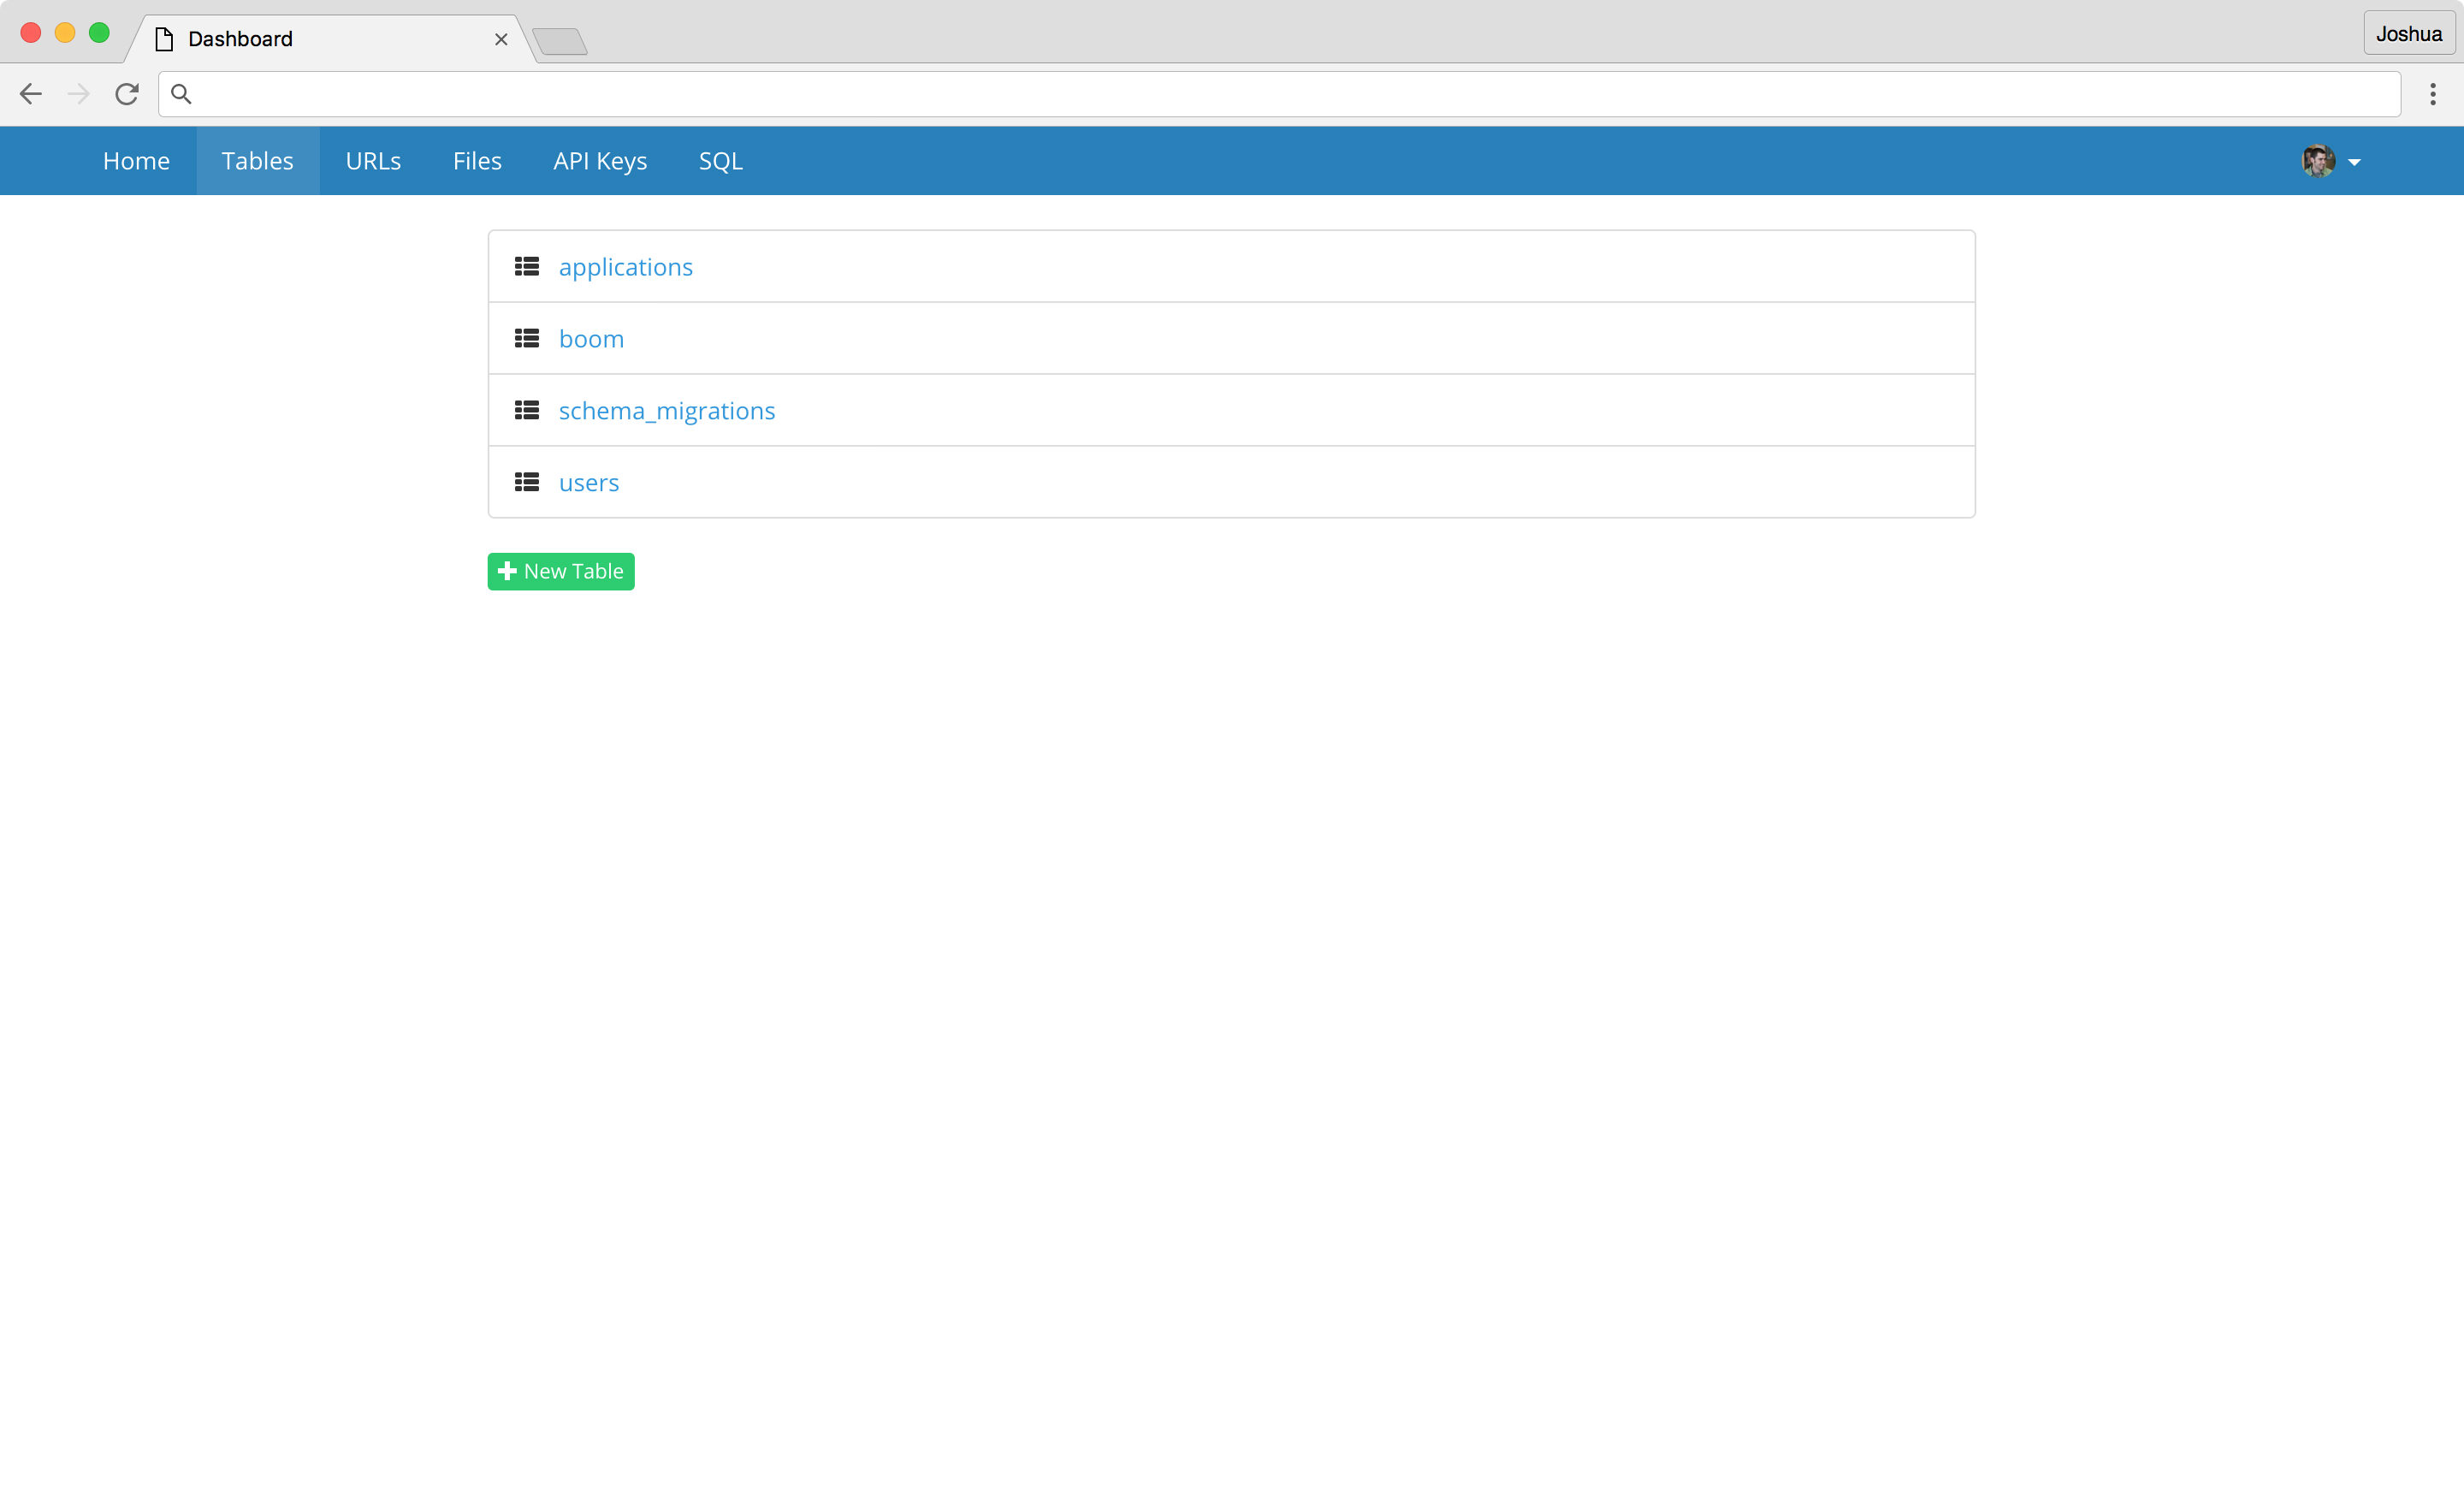 Dashboard
Joshua
Home Tables URLs Files API Keys SQL
applications
boom
schema_migrations
users
New Table